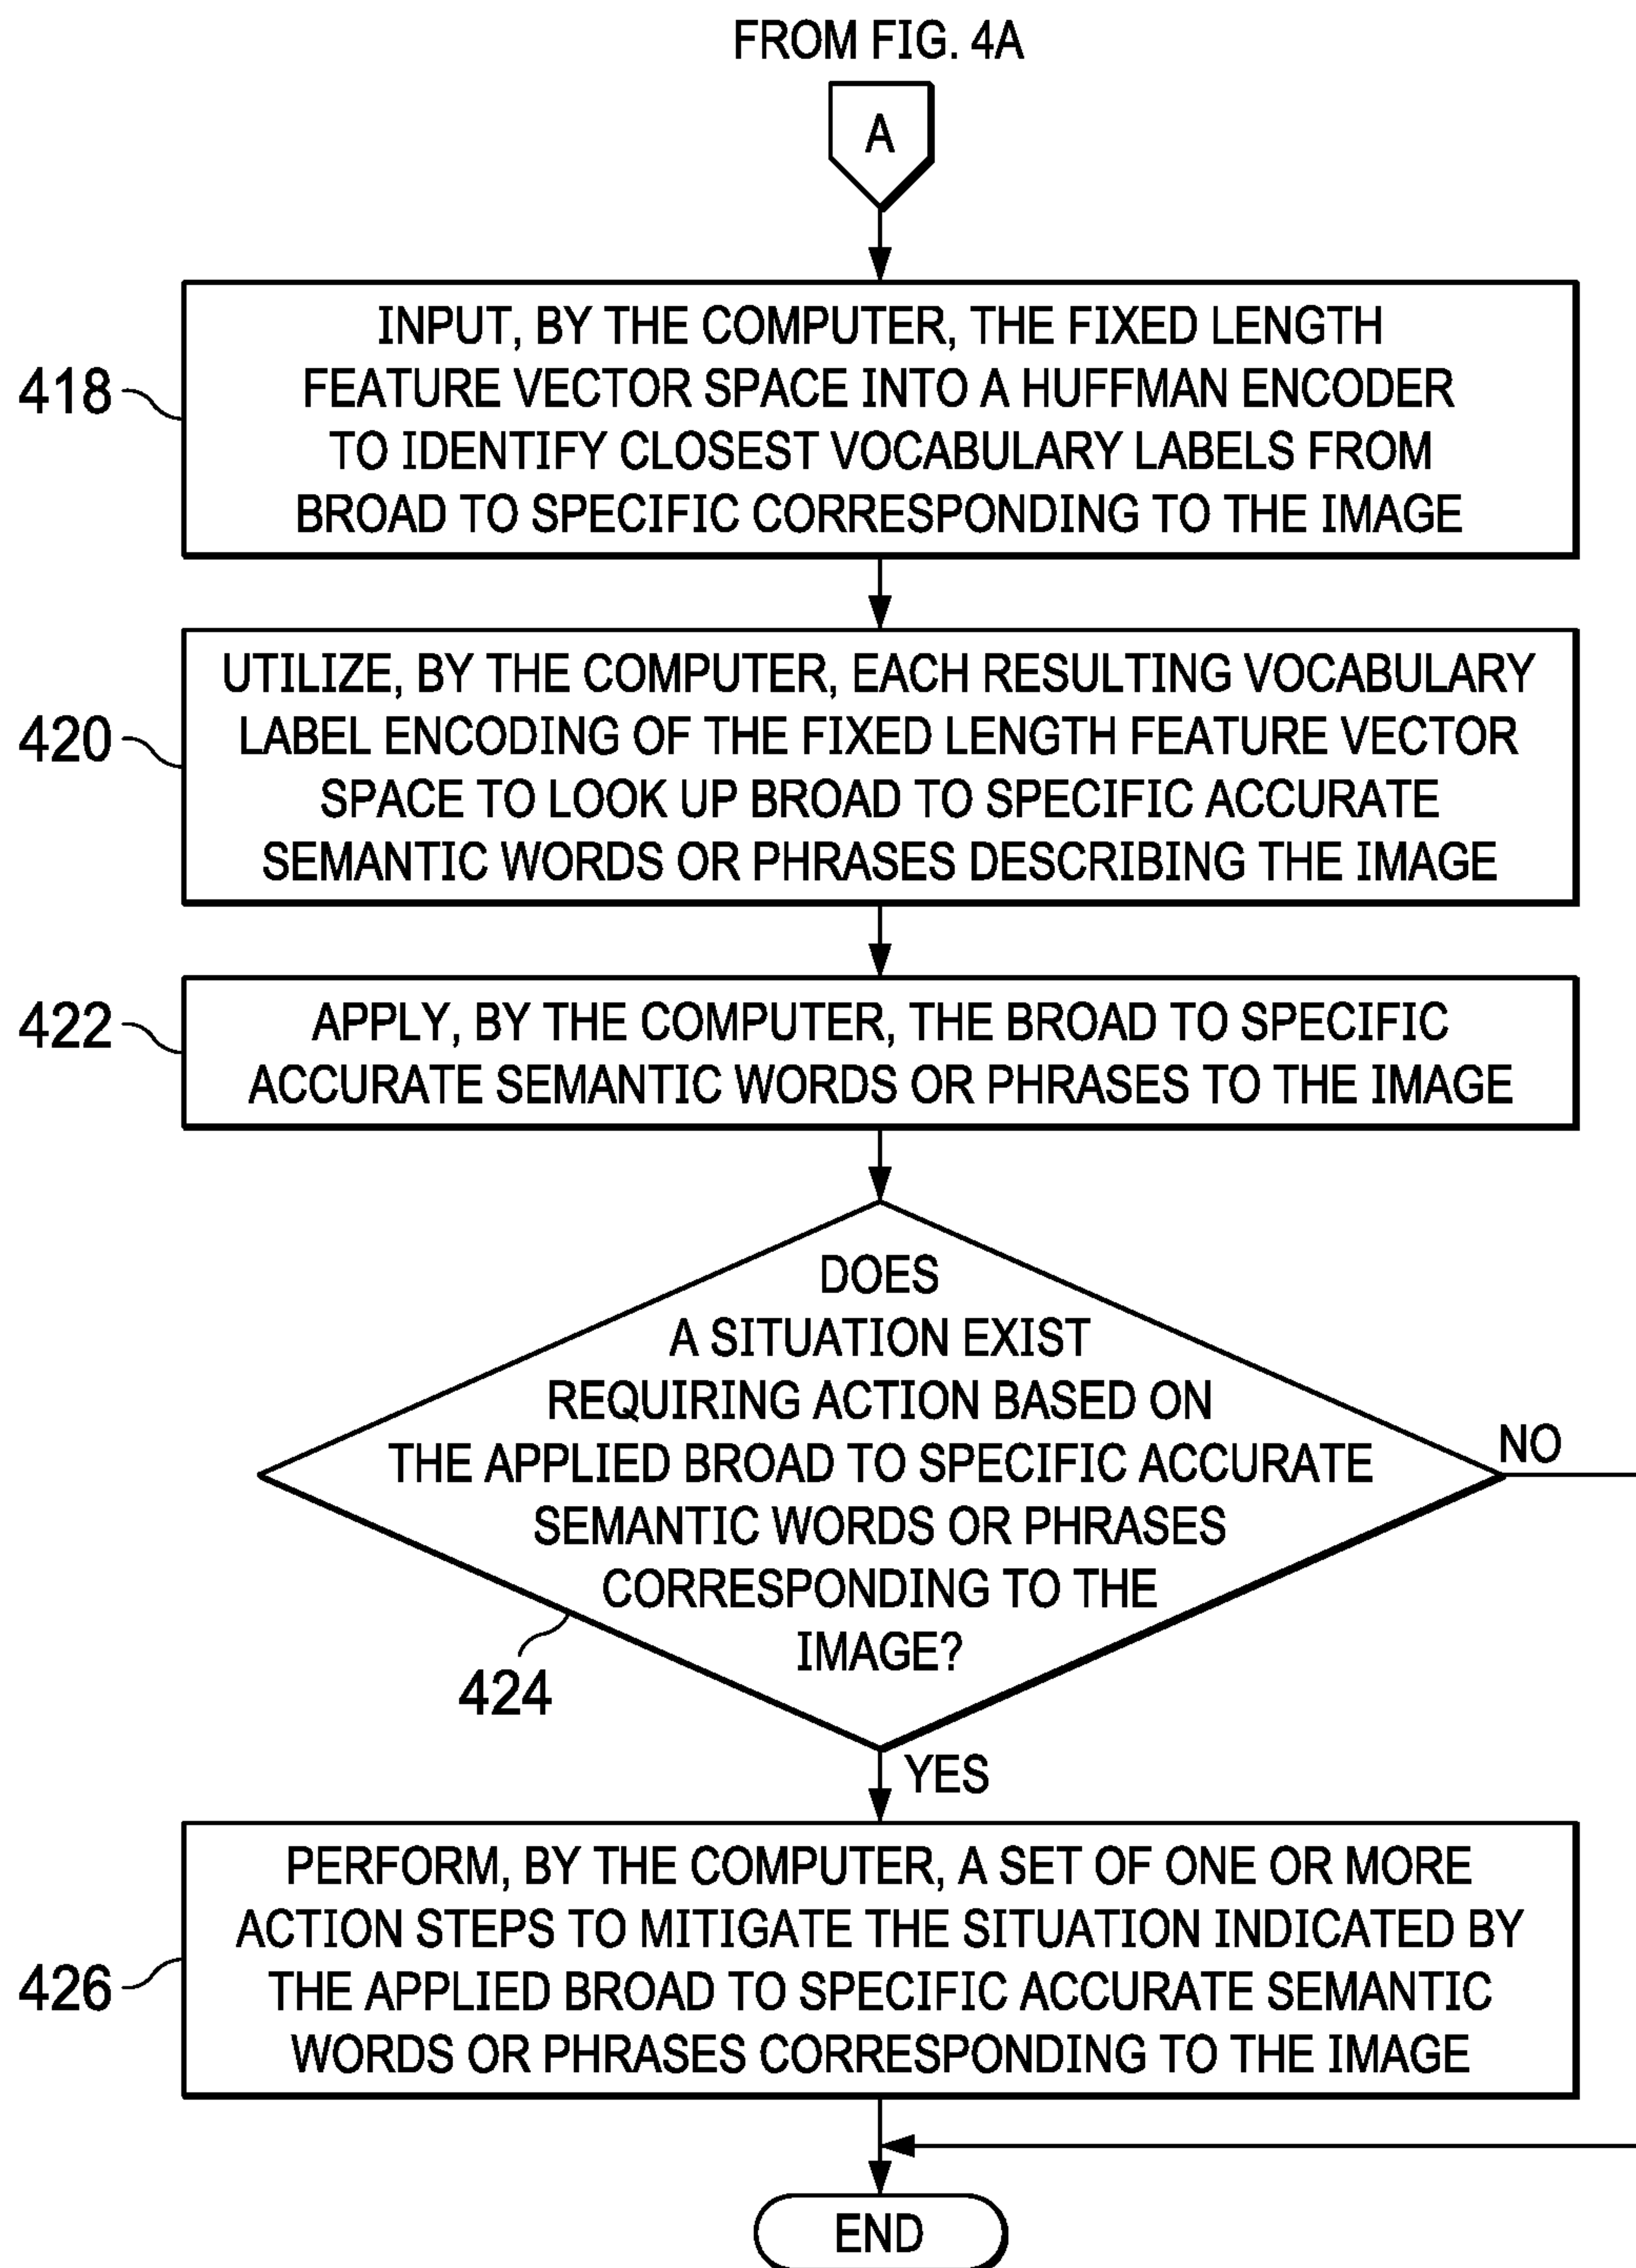 FROM FIG. 4A
A
INPUT, BY THE COMPUTER, THE FIXED LENGTH
FEATURE VECTOR SPACE INTO A HUFFMAN ENCODER
TO IDENTIFY CLOSEST VOCABULARY LABELS FROM
BROAD TO SPECIFIC CORRESPONDING TO THE IMAGE
418
UTILIZE, BY THE COMPUTER, EACH RESULTING VOCABULARY
LABEL ENCODING OF THE FIXED LENGTH FEATURE VECTOR
SPACE TO LOOK UP BROAD TO SPECIFIC ACCURATE
SEMANTIC WORDS OR PHRASES DESCRIBING THE IMAGE
420
APPLY, BY THE COMPUTER, THE BROAD TO SPECIFIC
ACCURATE SEMANTIC WORDS OR PHRASES TO THE IMAGE
422
DOES
A SITUATION EXIST
REQUIRING ACTION BASED ON
THE APPLIED BROAD TO SPECIFIC ACCURATE
SEMANTIC WORDS OR PHRASES
CORRESPONDING TO THE
IMAGE?
NO
424
YES
PERFORM, BY THE COMPUTER, A SET OF ONE OR MORE
ACTION STEPS TO MITIGATE THE SITUATION INDICATED BY
THE APPLIED BROAD TO SPECIFIC ACCURATE SEMANTIC
WORDS OR PHRASES CORRESPONDING TO THE IMAGE
426
END